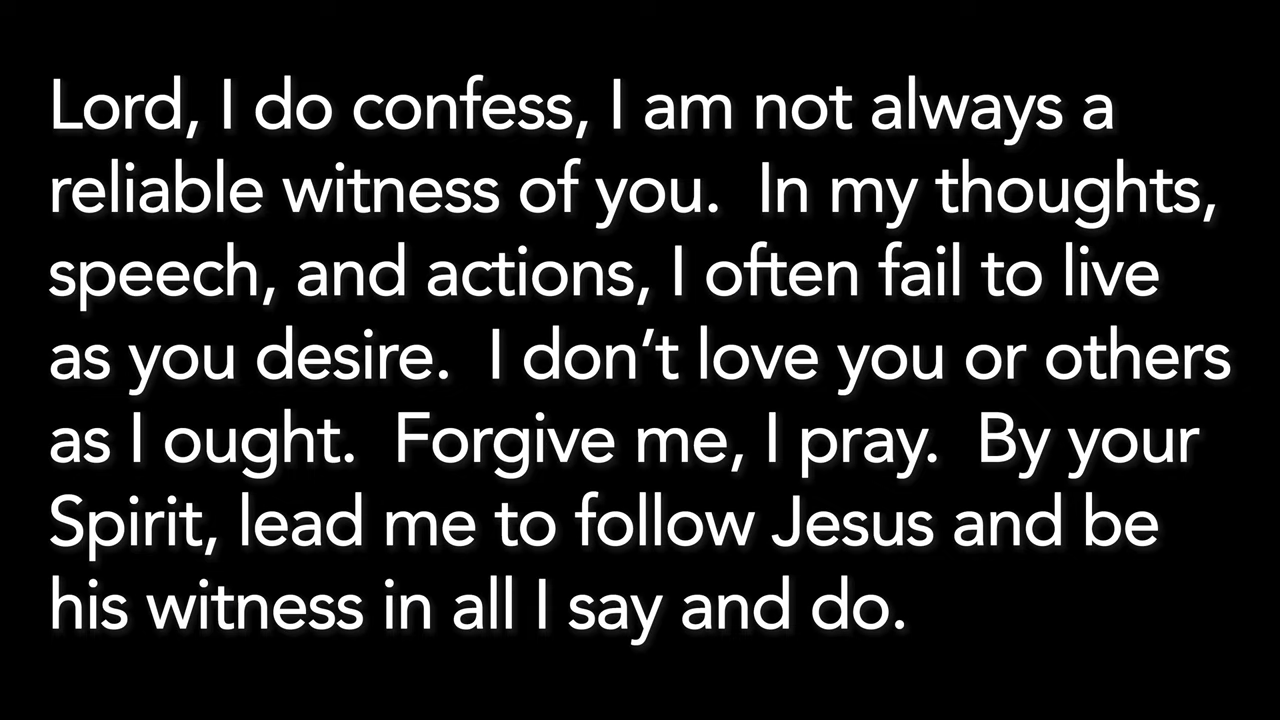 Lord, I do confess, I am not always a
reliable witness of you.  In my thoughts,
speech, and actions, I often fail to live
as you desire.  I don’t love you or others
as I ought.  Forgive me, I pray.  By your
Spirit, lead me to follow Jesus and be
his witness in all I say and do.